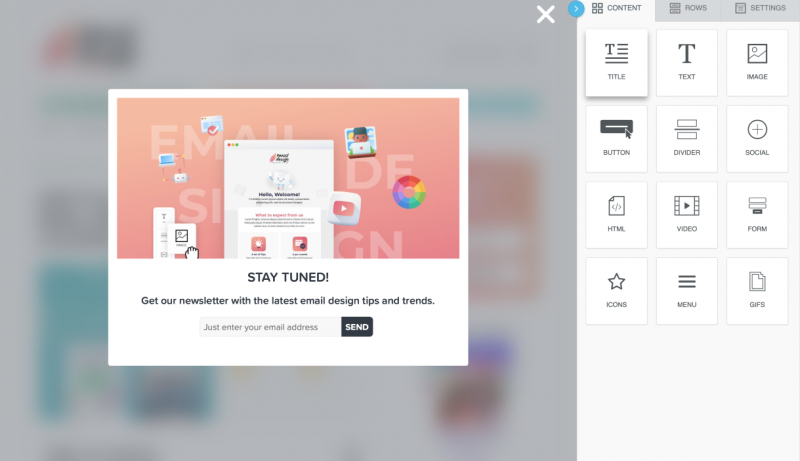 CONTENT
ROWS
SETTINGS
TITLE
TEXT
IMAGE
BUTTON
DIVIDER
SOCIAL
HTML
VIDEO
FORM
ICONS
MENU
GIFS
EMAIL
DE
SI
GN
Hello, Welcome!
What to expect from us
STAY TUNED!
Get our newsletter with the latest email design tips and trends.
Just enter your email address
SEND